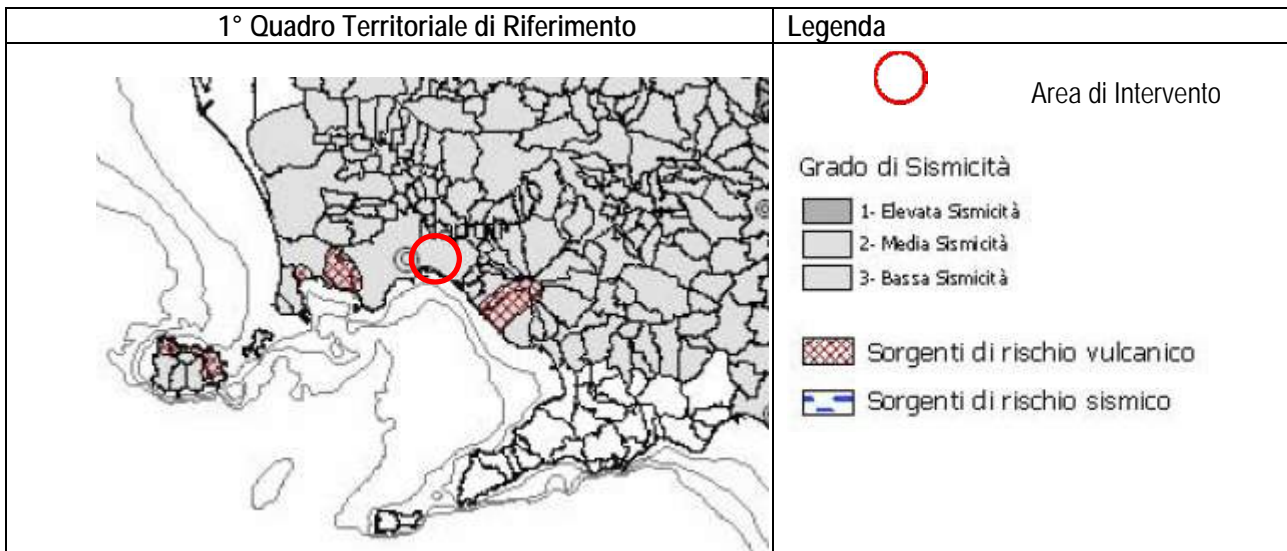 1° Quadro Territoriale di Riferimento
Legenda
Area di Intervento
Grado di Sismicità
1- Elevata Sismicità
2- Media Sismicità
3- Bassa Sismicità
Sorgenti di rischio vulcanico
Sorgenti di rischio sismico